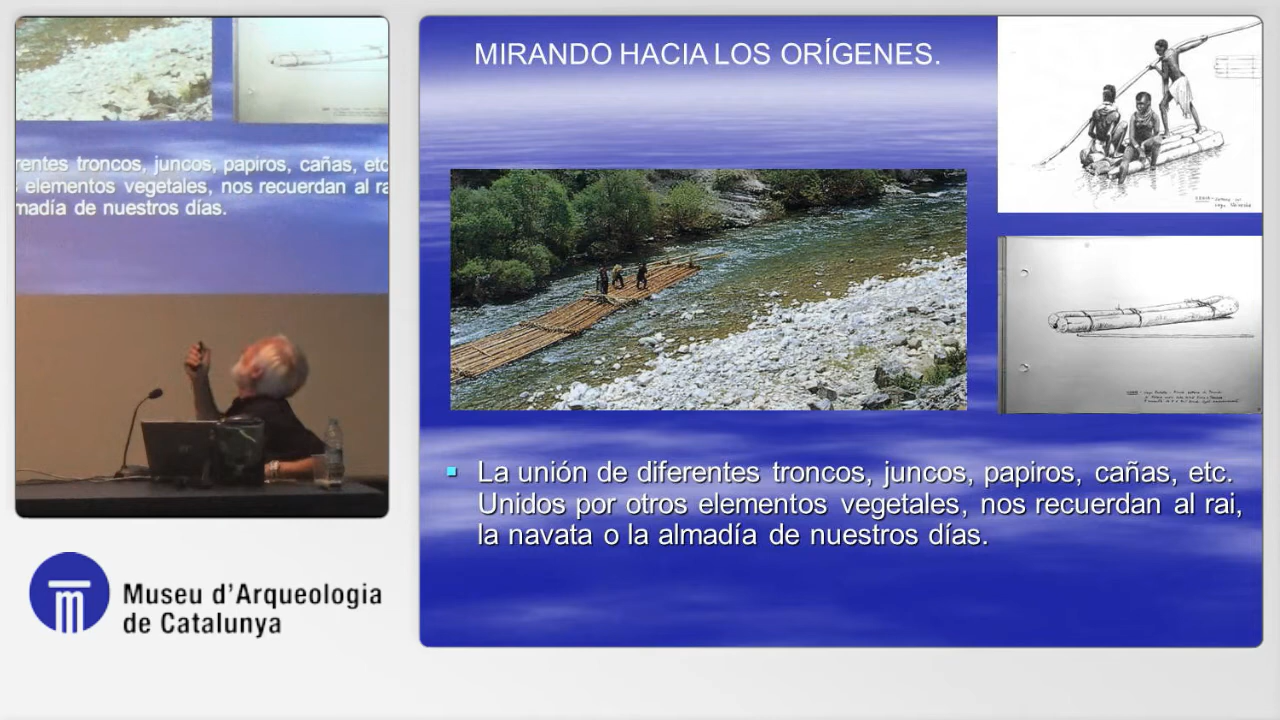 rentes troncos, juncos, papiros, cañas, etc
elementos vegetales, nos recuerdan al ra
madía de nuestros días.
Museu d'Arqueologia
de Catalunya
MIRANDO HACIA LOS ORÍGENES.
La unión de diferentes troncos, juncos, papiros, cañas, etc.
Unidos por otros elementos vegetales, nos recuerdan al rai,
la navata o la almadía de nuestros días.